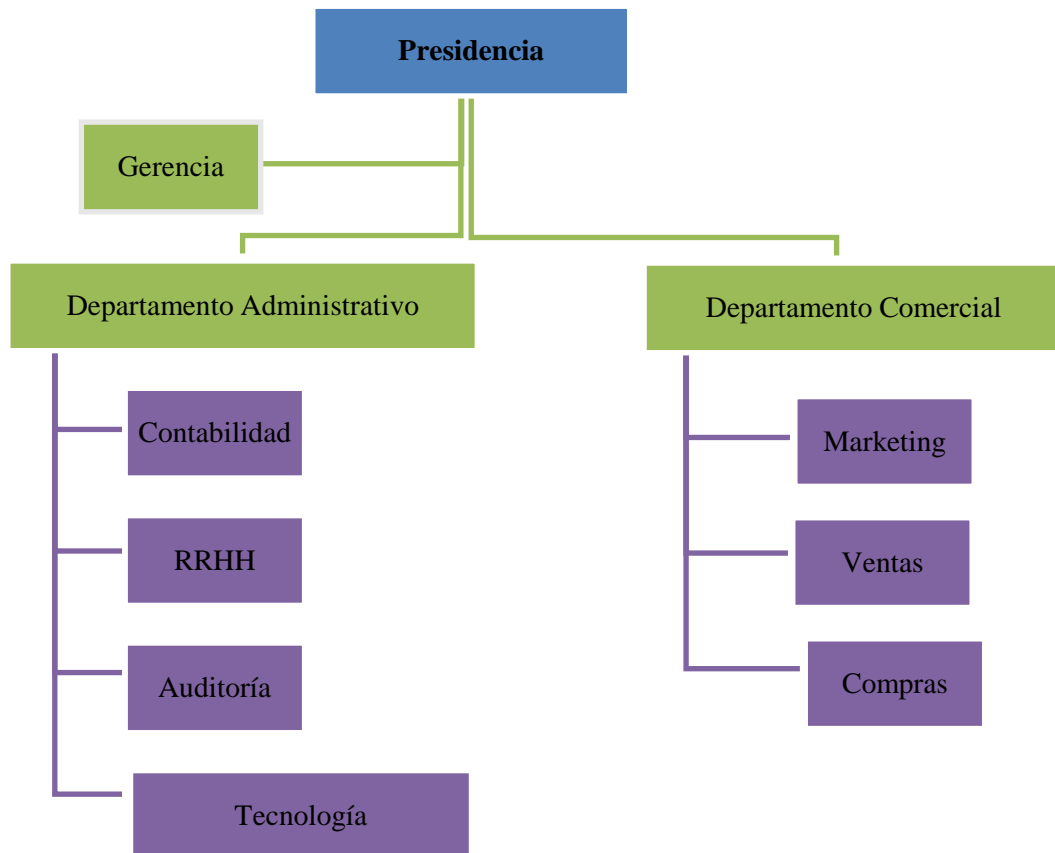 Presidencia
Gerencia
Departamento Administrativo
Departamento Comercial
Contabilidad
RRHH
Auditoría
Tecnología
Marketing
Ventas
Compras